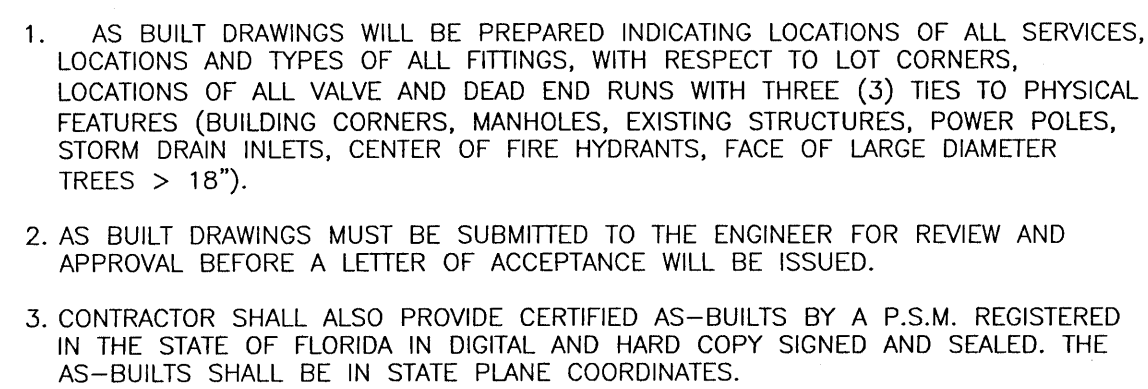 1. AS BUILT DRAWINGS WILL BE PREPARED INDICATING LOCATIONS OF ALL SERVICES,
LOCATIONS AND TYPES OF ALL FITTINGS, WITH RESPECT TO LOT CORNERS,
LOCATIONS OF ALL VALVE AND DEAD END RUNS WITH THREE (3) TIES TO PHYSICAL
FEATURES (BUILDING CORNERS, MANHOLES, EXISTING STRUCTURES, POWER POLES,
STORM DRAIN INLETS, CENTER OF FIRE HYDRANTS, FACE OF LARGE DIAMETER
TREES > 18").
2. AS BUILT DRAWINGS MUST BE SUBMITTED TO THE ENGINEER FOR REVIEW AND
APPROVAL BEFORE A LETTER OF ACCEPTANCE WILL BE ISSUED.
3. CONTRACTOR SHALL ALSO PROVIDE CERTIFIED AS-BUILTS BY A P.S.M. REGISTERED
IN THE STATE OF FLORIDA IN DIGITAL AND HARD COPY SIGNED AND SEALED. THE
AS-BUILTS SHALL BE IN STATE PLANE COORDINATES.